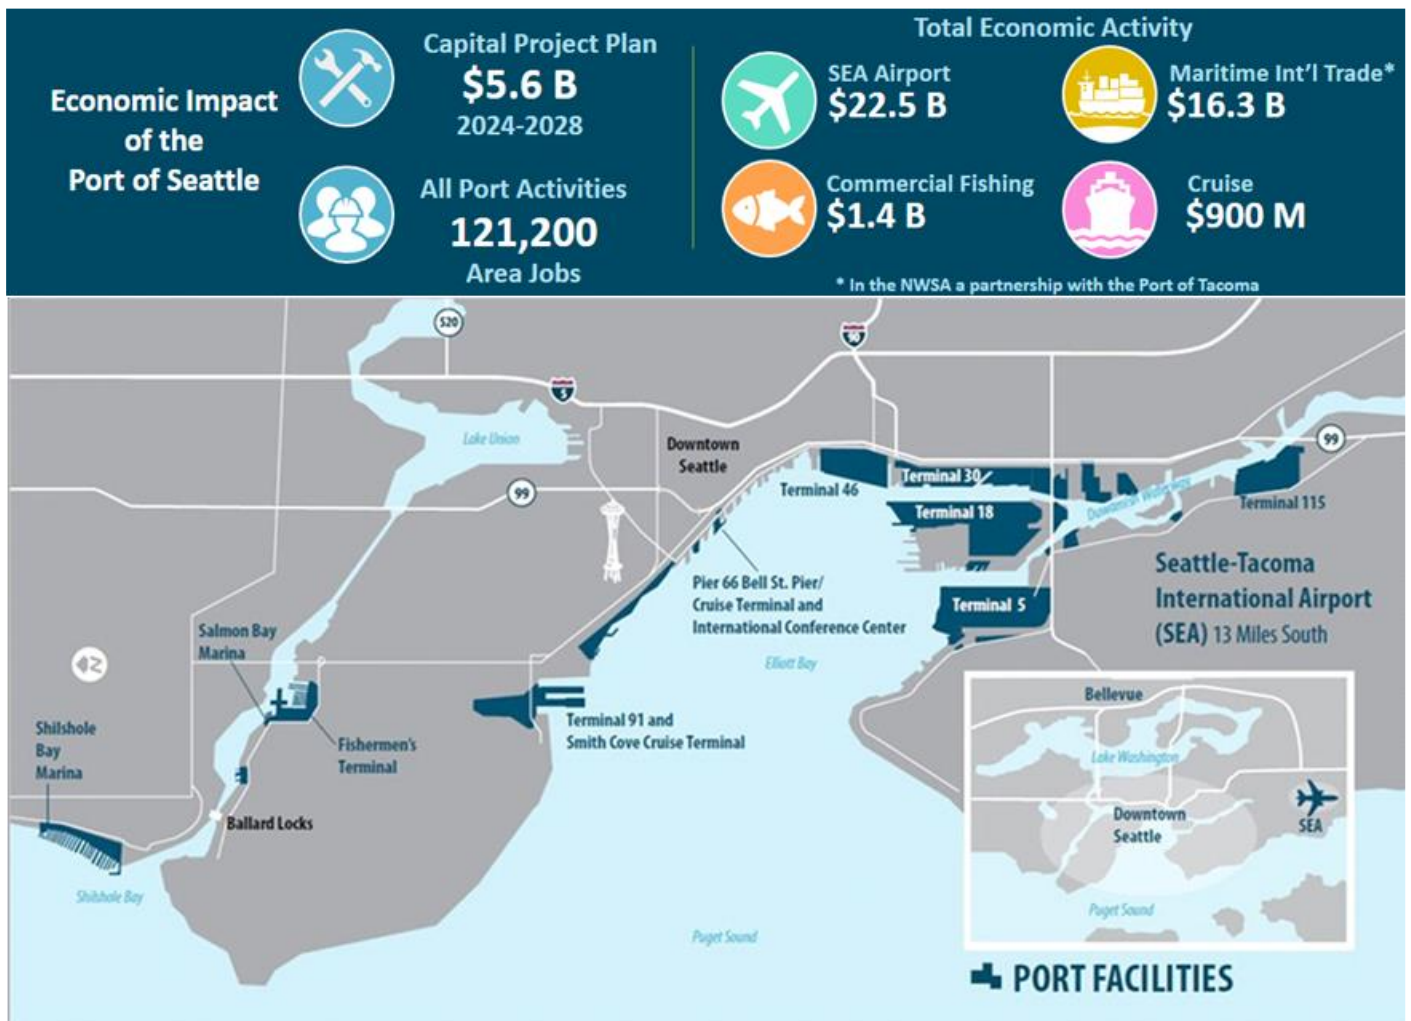 Economic Impact
of the
Port of Seattle
Capital Project Plan
$5.6 B
2024-2028
All Port Activities
121,200
Area Jobs
Total Economic Activity
SEA Airport
$22.5 B
Maritime Int'l Trade*
$16.3 B
Commercial Fishing
$1.4 B
Cruise
$900 M
* In the NWSA a partnership with the Port of Tacoma
520
90
5
Lake Union
Downtown
Seattle
99
99
Terminal 46
Terminal 30
Terminal 18
Duwamish Waterway
Terminal 115
Pier 66 Bell St. Pier/
Cruise Terminal and
International Conference Center
Terminal 5
Seattle-Tacoma
International Airport
(SEA) 13 Miles South
Elliott Bay
Salmon Bay
Marina
N
Shilshole
Bay
Marina
Fishermen's
Terminal
Terminal 91 and
Smith Cove Cruise Terminal
Ballard Locks
Shilshole Bay
Puget Sound
Bellevue
Lake Washington
Downtown
Seattle
SEA
Puget Sound
PORT FACILITIES